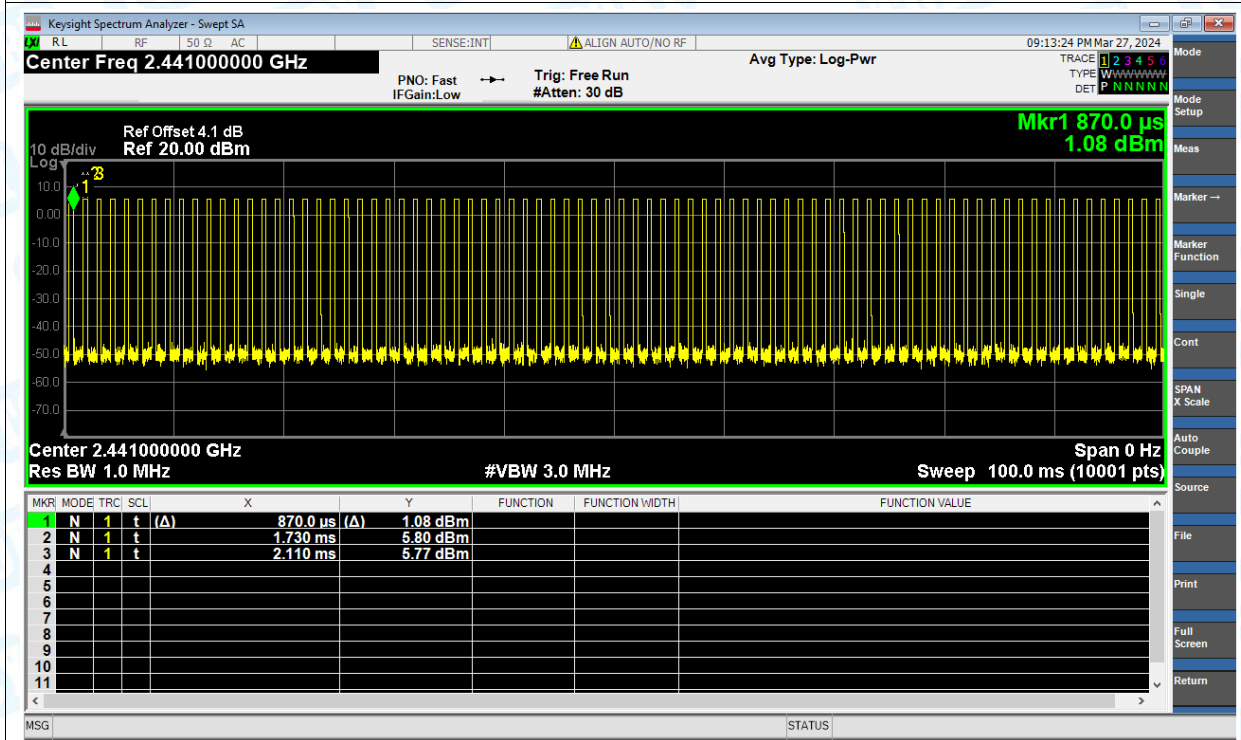 Keysight Spectrum Analyzer - Swept SA
LXI RL RF 50 Ω AC SENSE:INT ALIGN AUTO/NO RF 09:13:24 PM Mar 27, 2024
Center Freq 2.441000000 GHz
PNO: Fast
IFGain:Low
Trig: Free Run
#Atten: 30 dB
Avg Type: Log-Pwr
TRACE 1 2 3 4 5 6
TYPE WWWWWW
DET P N N N N N
Ref Offset 4.1 dB
Ref 20.00 dBm
10 dB/div
Log
Mkr1 870.0 µs
1.08 dBm
1
2
3
10.0
0.00
-10.0
-20.0
-30.0
-40.0
-50.0
-60.0
-70.0
Center 2.441000000 GHz Span 0 Hz
Res BW 1.0 MHz #VBW 3.0 MHz Sweep 100.0 ms (10001 pts)
MKR MODE TRC SCL X Y FUNCTION FUNCTION WIDTH FUNCTION VALUE
1 N 1 t (Δ) 870.0 µs (Δ) 1.08 dBm
2 N 1 t 1.730 ms 5.80 dBm
3 N 1 t 2.110 ms 5.77 dBm
4
5
6
7
8
9
10
11
MSG STATUS
Mode
Mode
Setup
Meas
Marker →
Marker
Function
Single
Cont
SPAN
X Scale
Auto
Couple
Source
File
Print
Full
Screen
Return